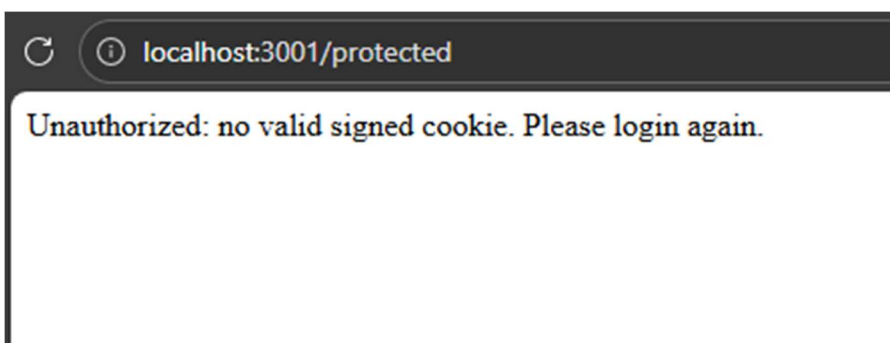 localhost:3001/protected
Unauthorized: no valid signed cookie. Please login again.